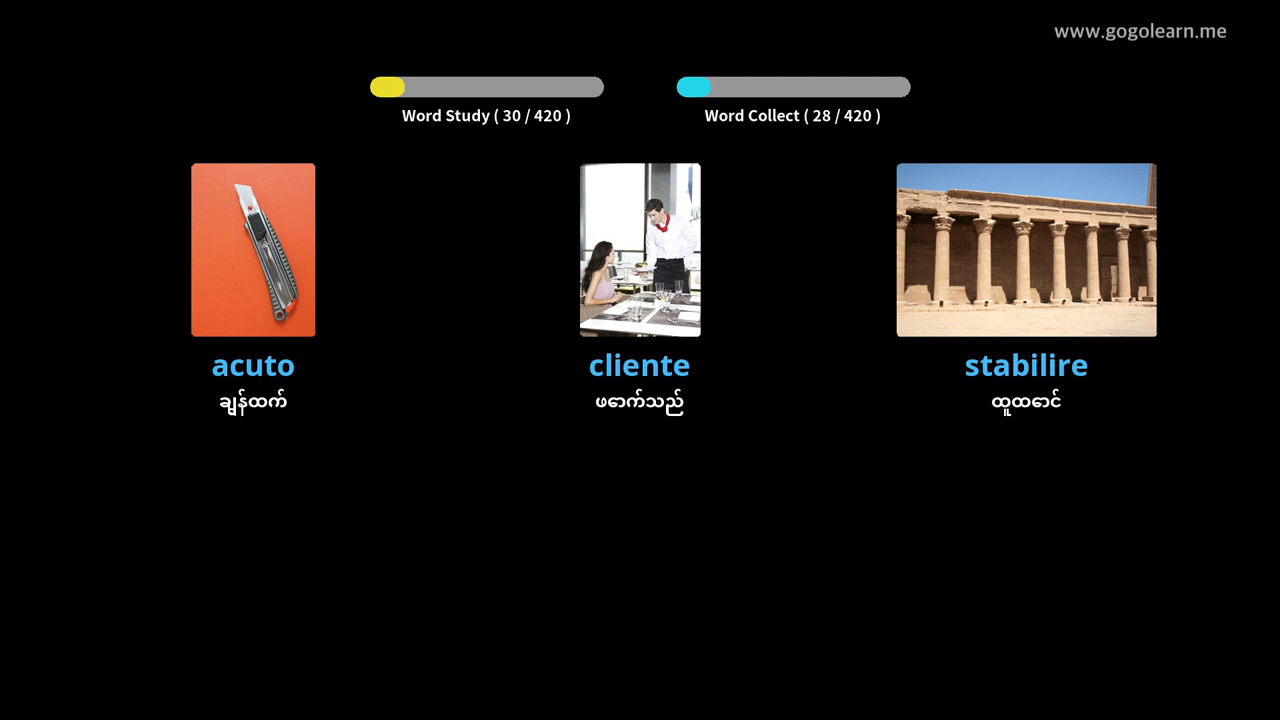 www.gogolearn.me
Word Study ( 30 / 420 )
Word Collect ( 28 / 420 )
acuto
cliente
stabilire
ချွန်ထက်
ဖောက်သည်
ထူထောင်